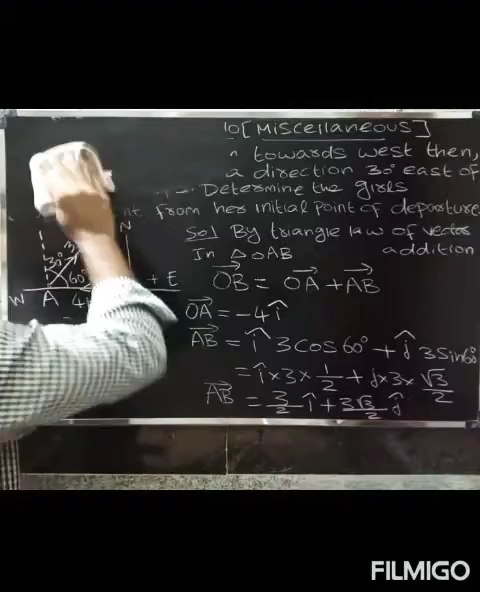 10[Miscellaneous]
n towards west then,
a direction 30° east of
Determine the girls
nt from her initial point of departure
Sol By triangle law of vector
In △OAB addition
N
30° 3
60°
W A 4 + E
OB = OA + AB
OA = -4i
AB = î 3cos60° + ĵ 3sin60°
= î×3×1/2 + j×3×√3/2
AB = 3/2 î + 3√3/2 ĵ
FILMIGO